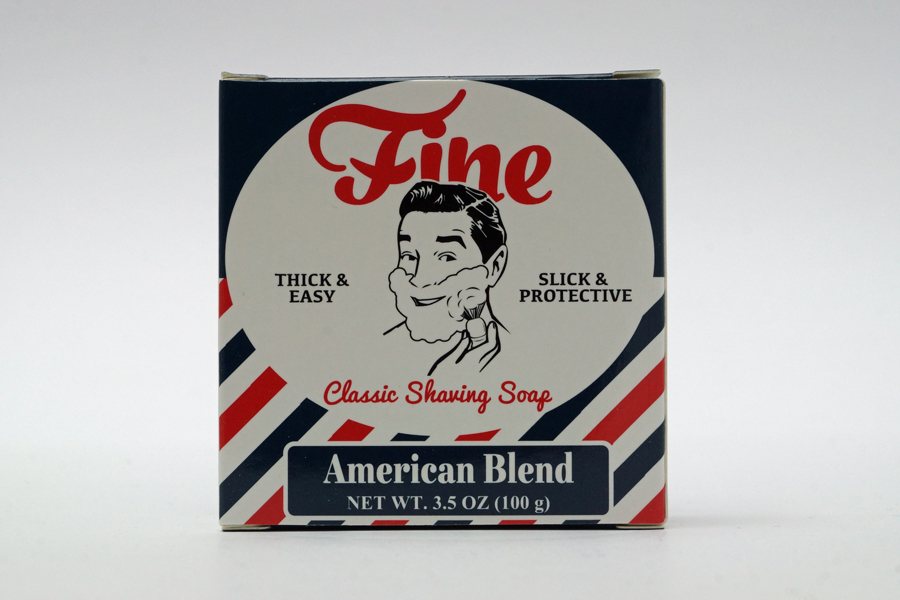 Fine
THICK &
EASY
SLICK &
PROTECTIVE
Classic Shaving Soap
American Blend
NET WT. 3.5 OZ (100 g)